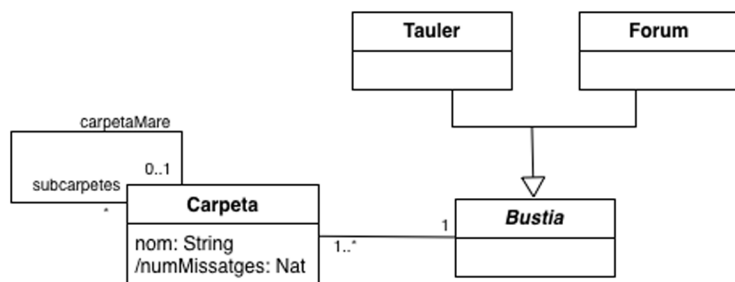 Tauler
Forum
carpetaMare
0..1
subcarpetes
*
Carpeta
nom: String
/numMissatges: Nat
1..*
1
Bustia